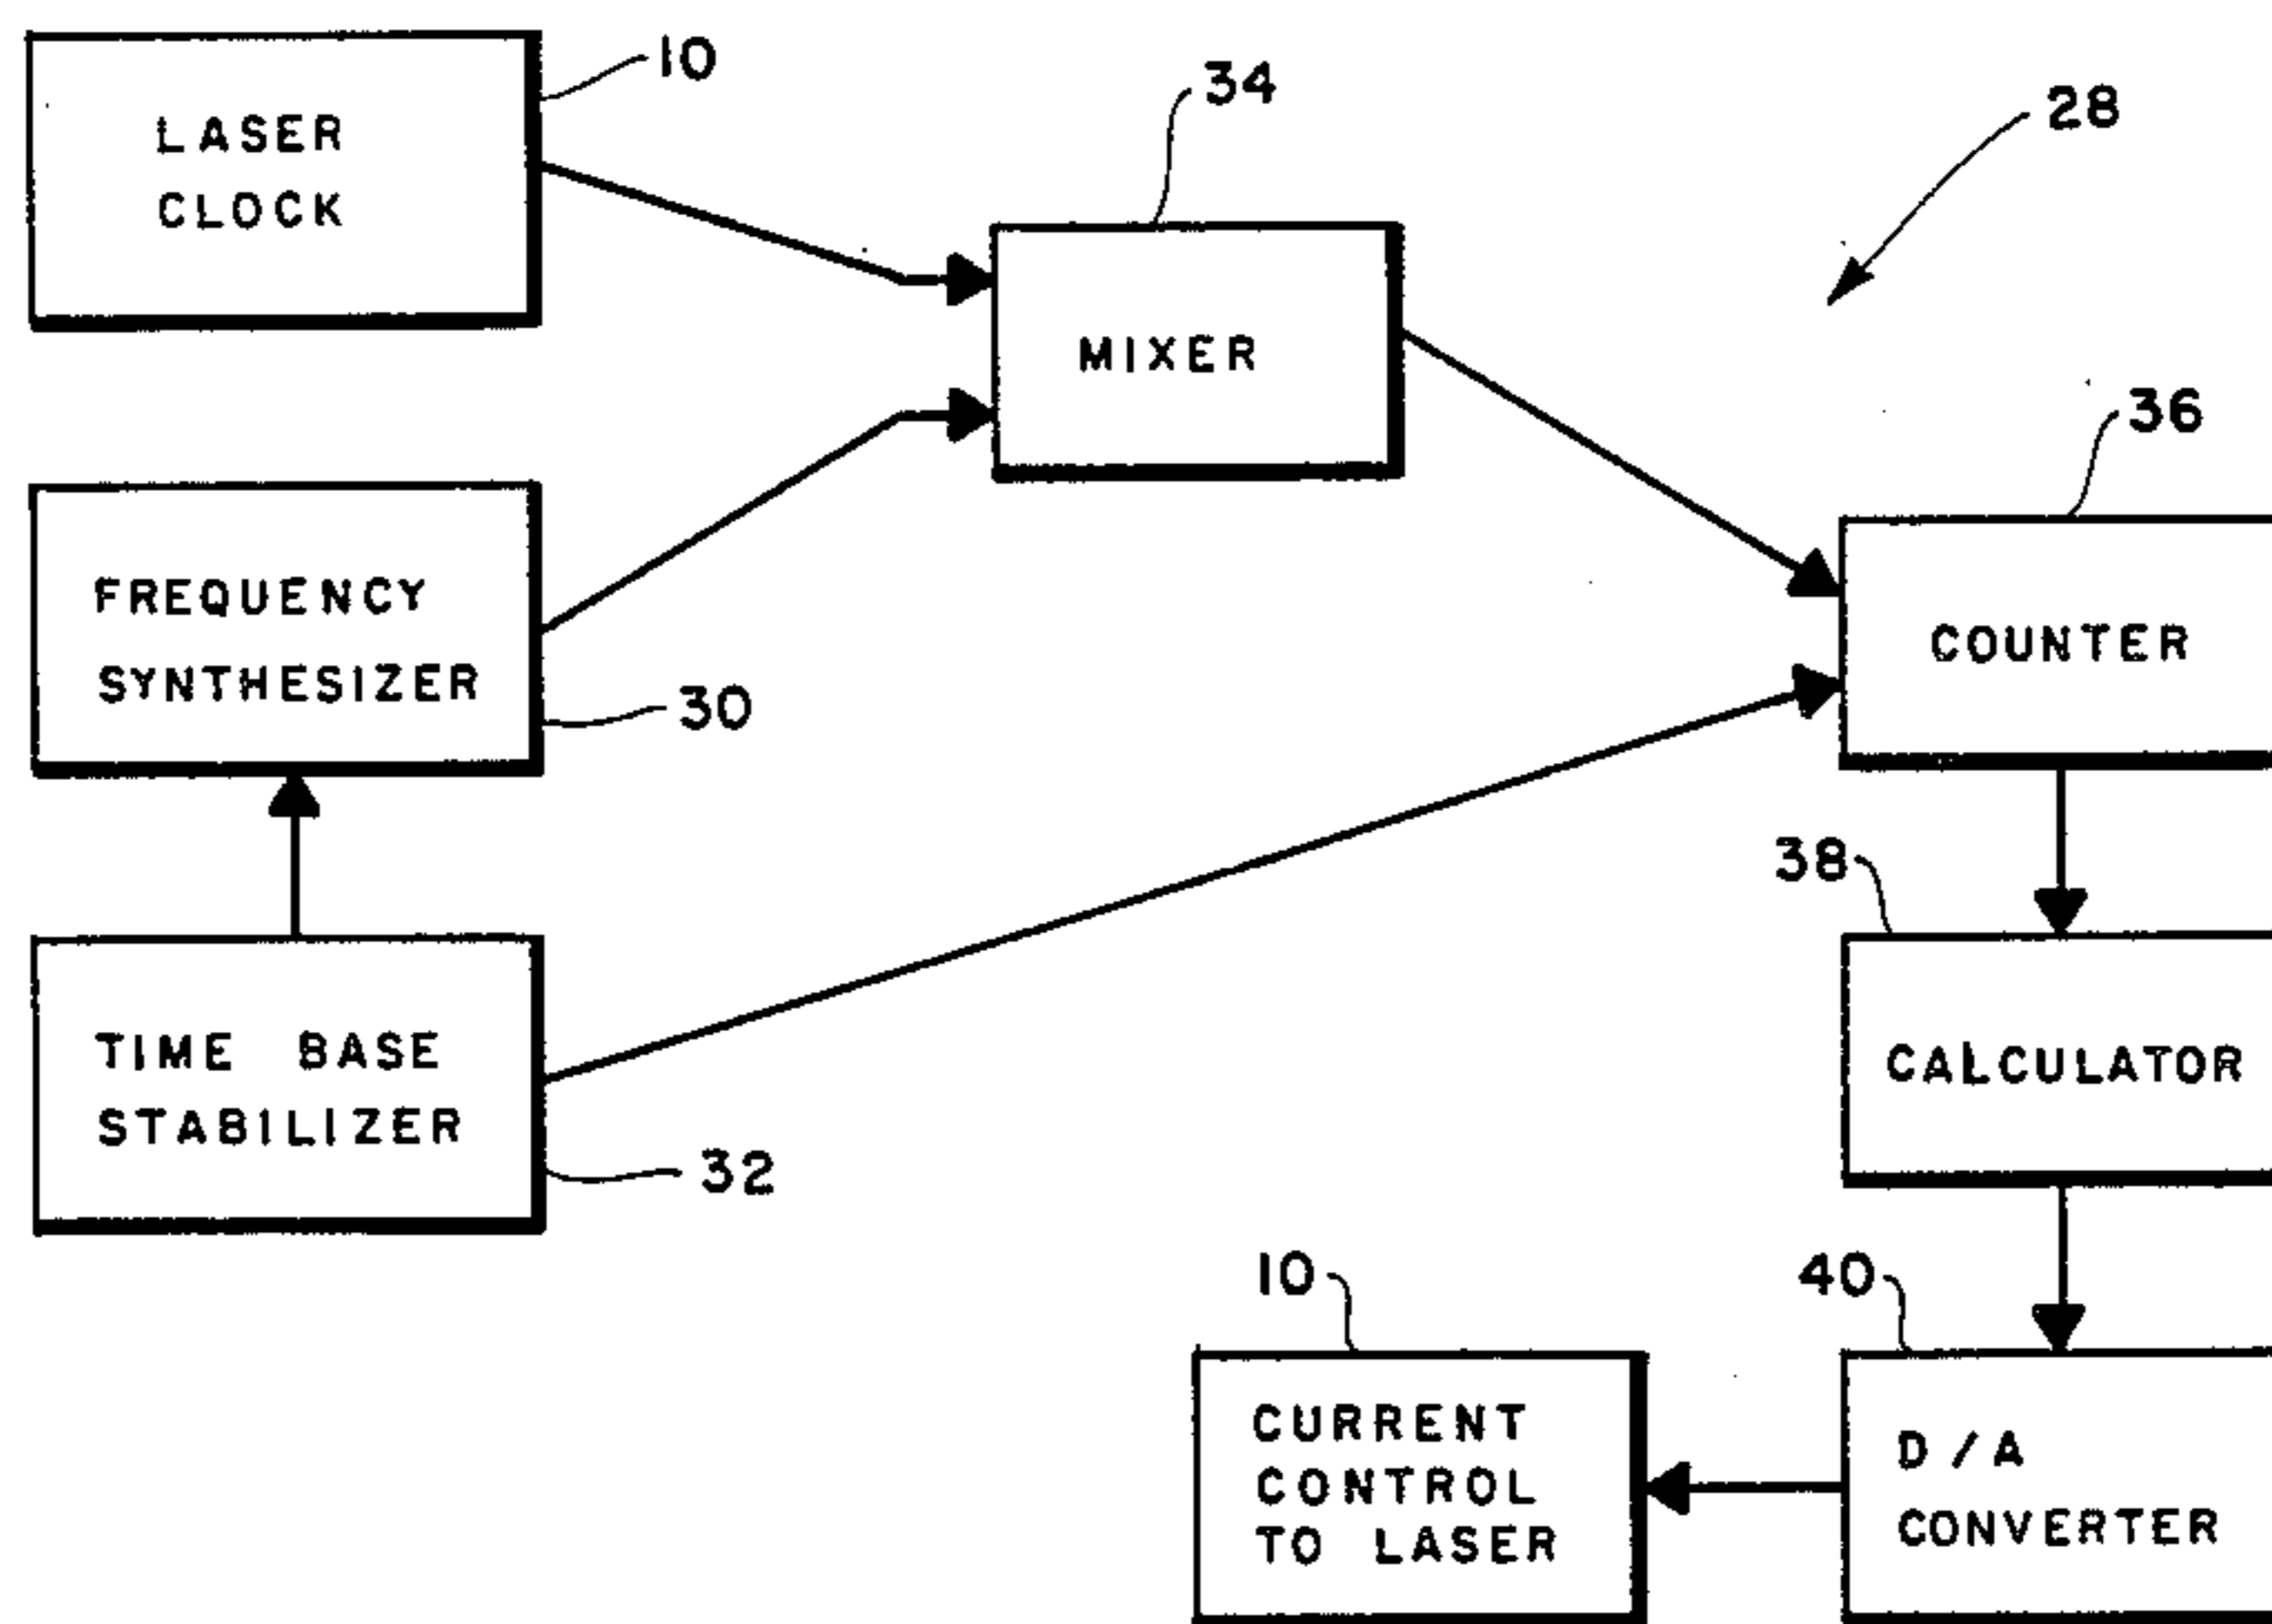 LASER
CLOCK
10
34
28
MIXER
36
FREQUENCY
SYNTHESIZER
30
COUNTER
TIME BASE
STABILIZER
32
38
CALCULATOR
10
40
CURRENT
CONTROL
TO LASER
D/A
CONVERTER